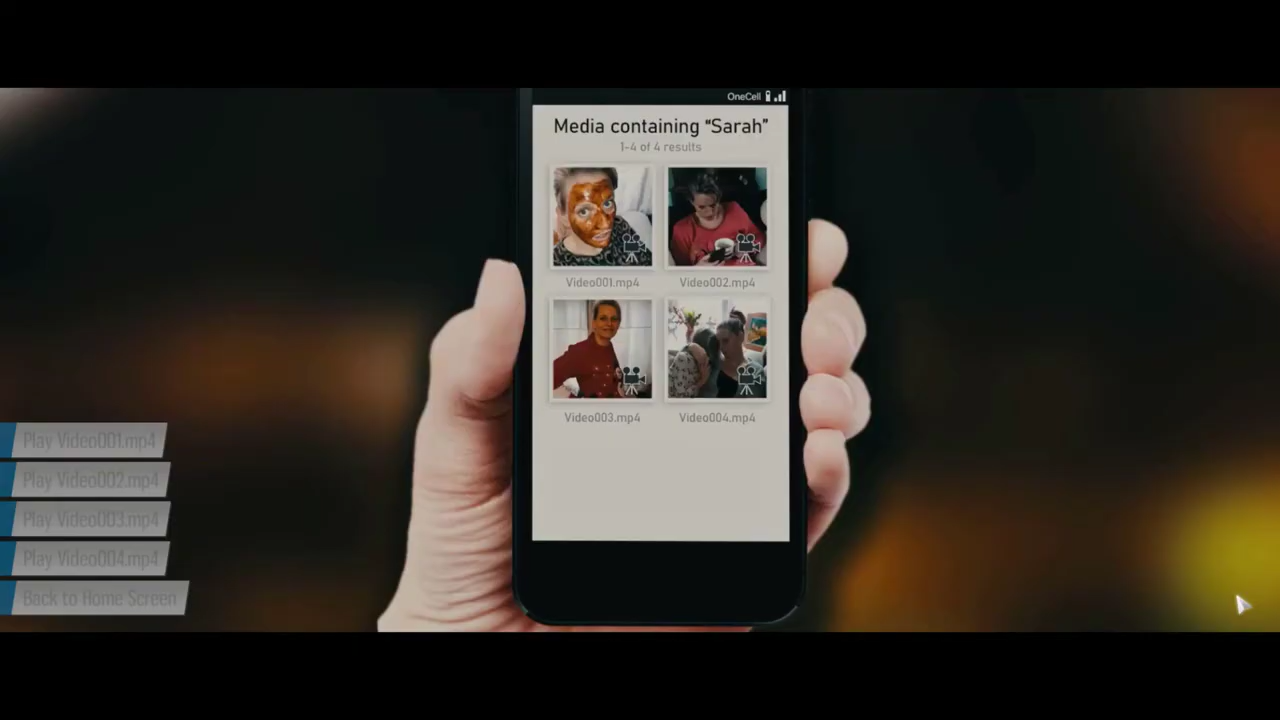 OneCell
Media containing “Sarah”
1-4 of 4 results
Video001.mp4
Video002.mp4
Video003.mp4
Video004.mp4
Play Video001.mp4
Play Video002.mp4
Play Video003.mp4
Play Video004.mp4
Back to Home Screen